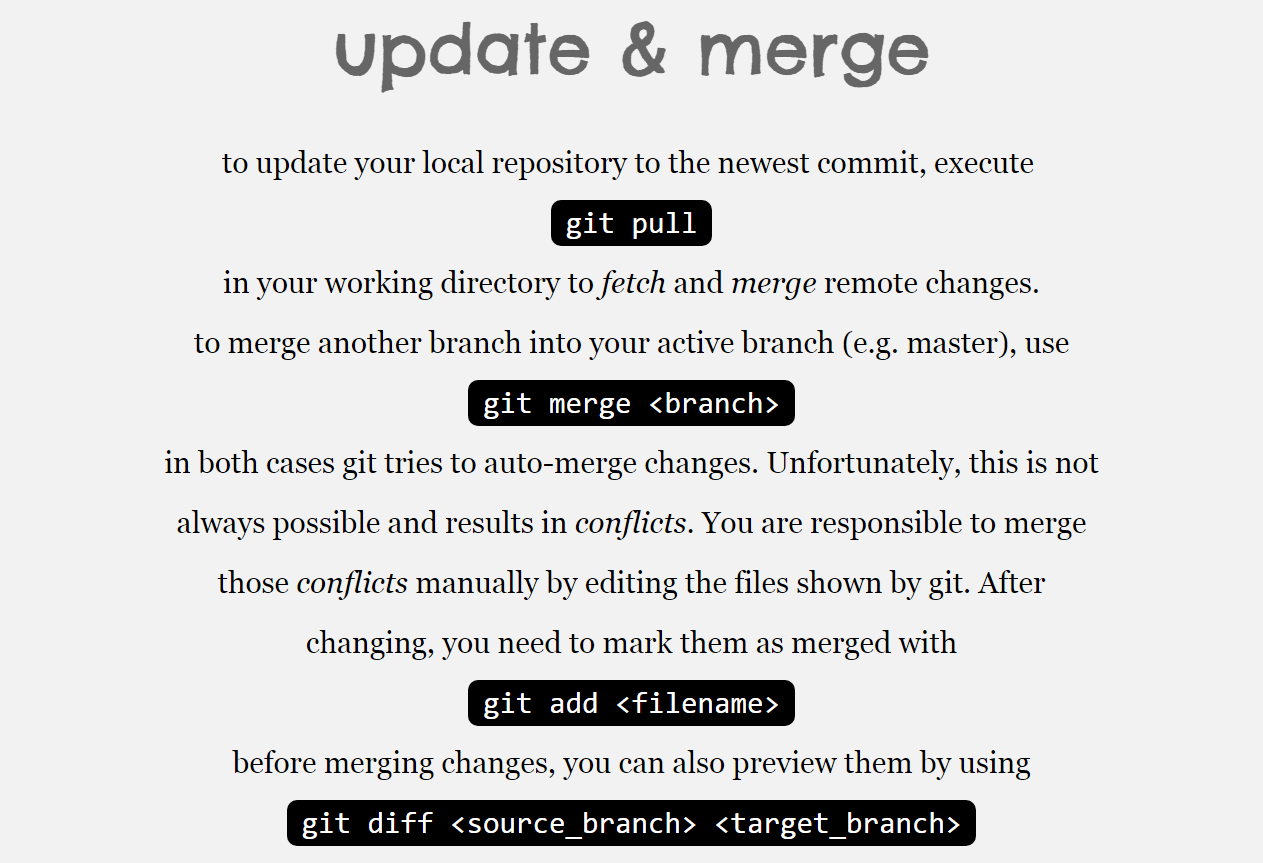 update & merge
to update your local repository to the newest commit, execute
git pull
in your working directory to fetch and merge remote changes.
to merge another branch into your active branch (e.g. master), use
git merge <branch>
in both cases git tries to auto-merge changes. Unfortunately, this is not
always possible and results in conflicts. You are responsible to merge
those conflicts manually by editing the files shown by git. After
changing, you need to mark them as merged with
git add <filename>
before merging changes, you can also preview them by using
git diff <source_branch> <target_branch>